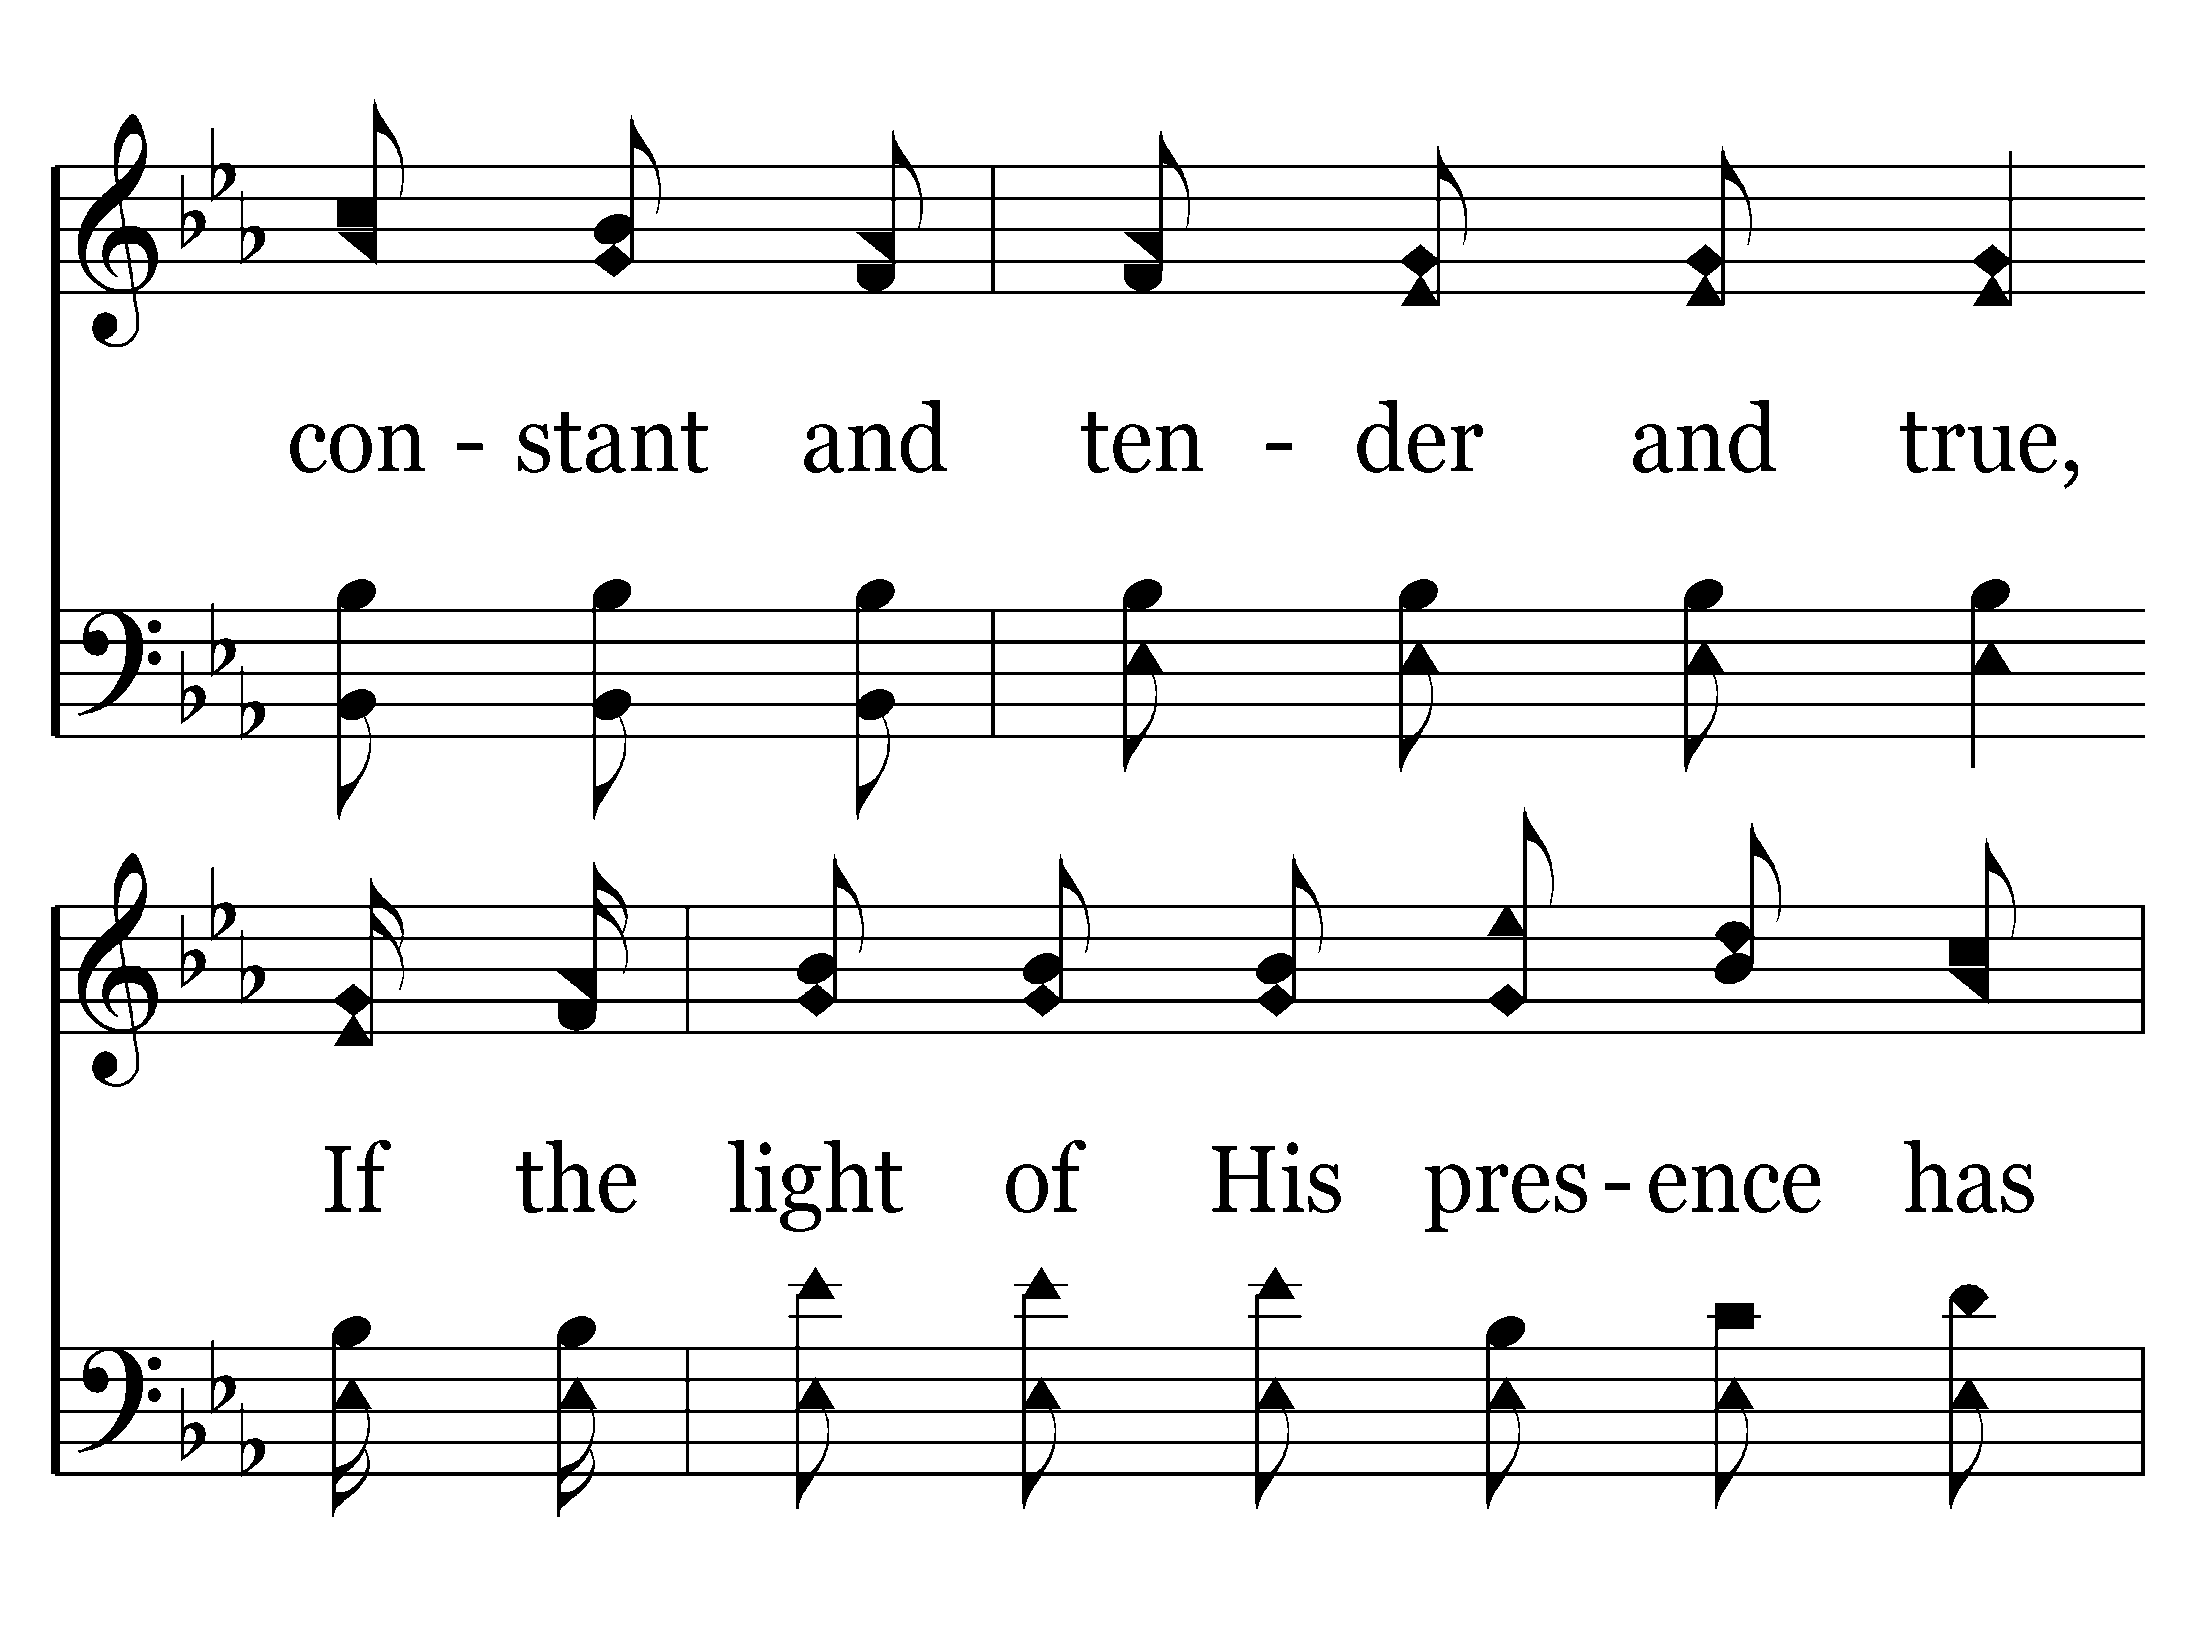 con - stant and ten - der and true,
If the light of His pres - ence has